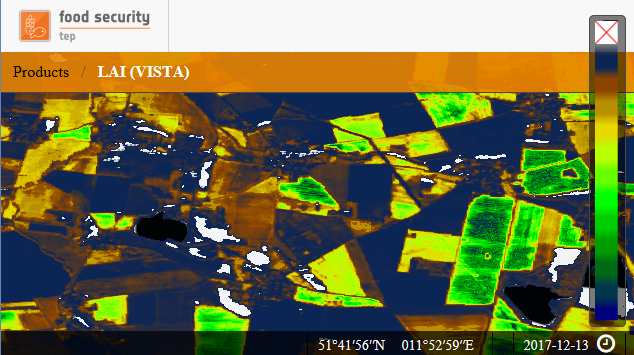 food security
tep
Products / LAI (VISTA)
51°41'56"N 011°52'59"E 2017-12-13